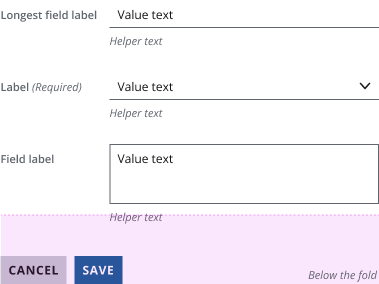 Longest field label Value text
Helper text
Label (Required) Value text
Helper text
Field label Value text
Helper text
CANCEL SAVE Below the fold